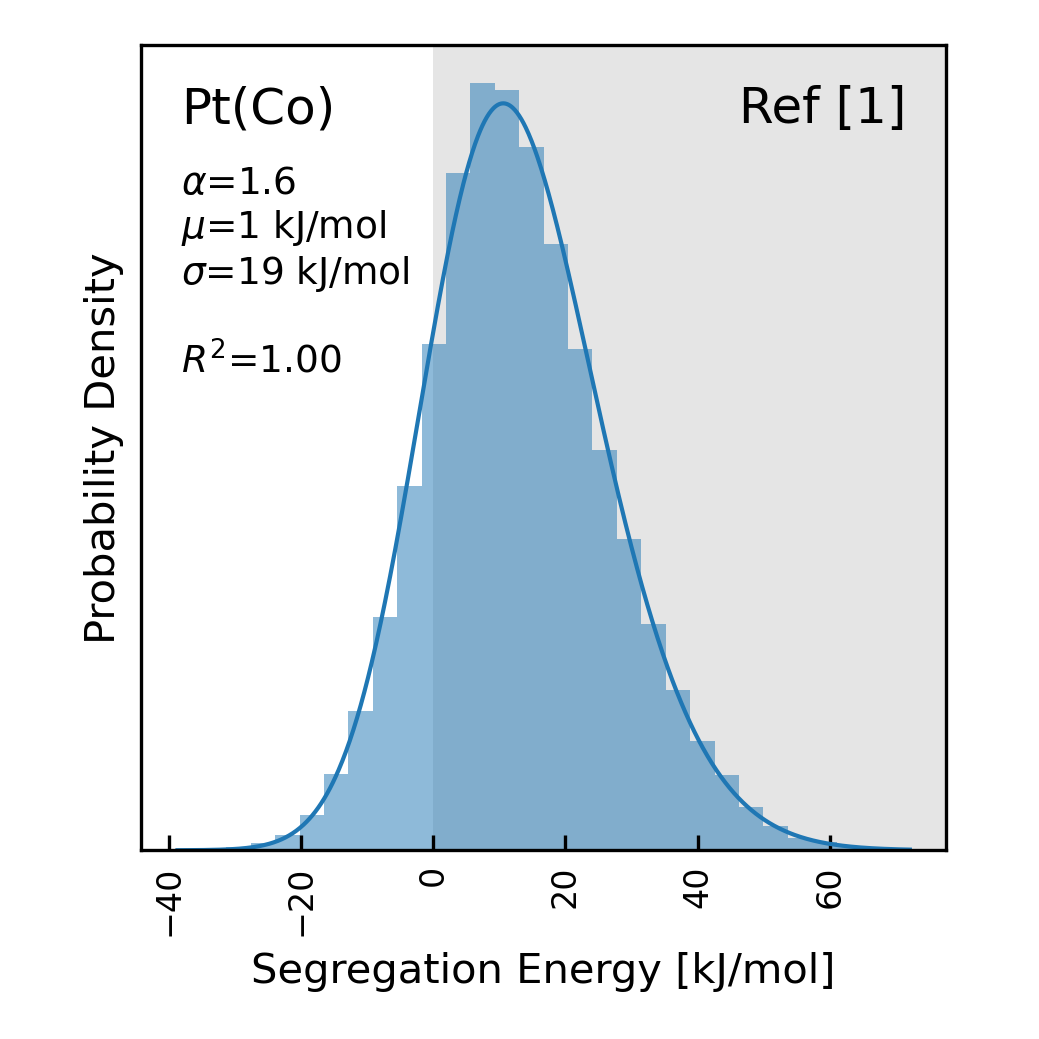 Pt(Co)
Ref [1]
α=1.6
μ=1 kJ/mol
σ=19 kJ/mol
R²=1.00
Probability Density
−40
−20
0
20
40
60
Segregation Energy [kJ/mol]